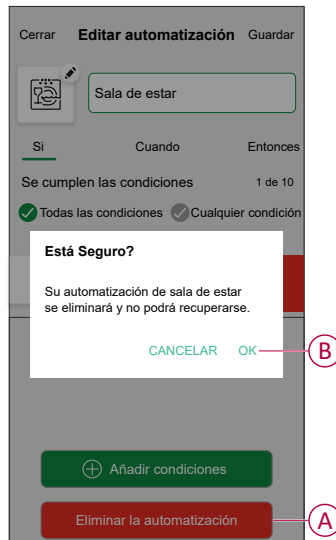 Cerrar Editar automatización Guardar
Sala de estar
Si Cuando Entonces
Se cumplen las condiciones 1 de 10
Todas las condiciones Cualquier condición
Está Seguro?
Su automatización de sala de estar
se eliminará y no podrá recuperarse.
CANCELAR OK
B
Añadir condiciones
Eliminar la automatización
A